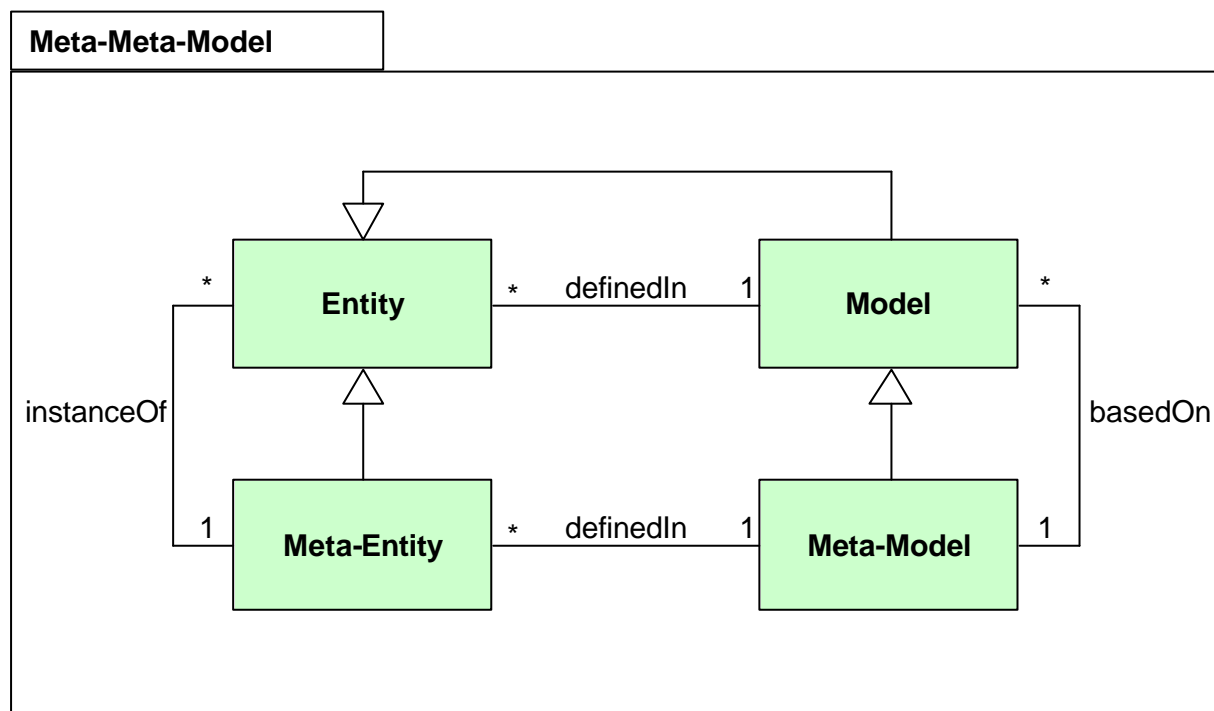 Meta-Meta-Model
* Entity * definedIn 1 Model *
instanceOf basedOn
1 Meta-Entity * definedIn 1 Meta-Model 1